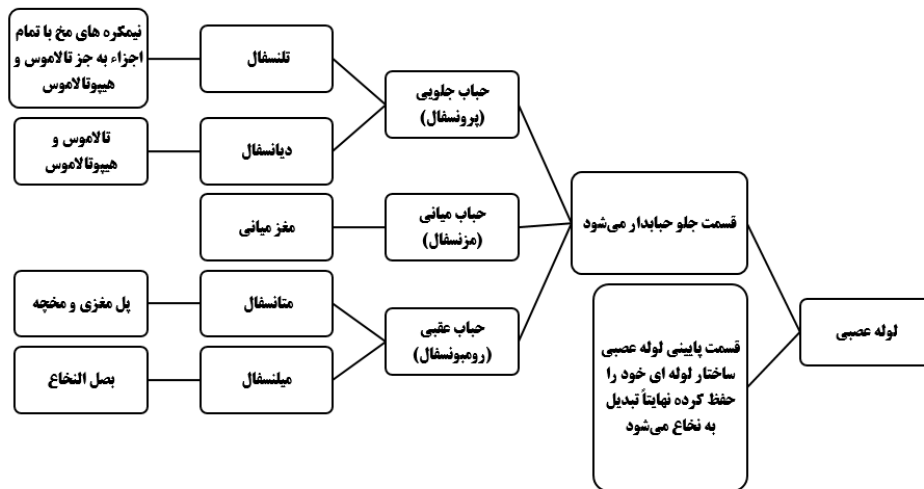 لوله عصبی
قسمت جلو حبابدار می‌شود
قسمت پایینی لوله عصبی
ساختار لوله ای خود را
حفظ کرده نهایتاً تبدیل
به نخاع می‌شود
حباب جلویی
(پرونسفال)
حباب میانی
(مزنسفال)
حباب عقبی
(رومبونسفال)
تلنسفال
دیانسفال
مغز میانی
متانسفال
میلنسفال
نیمکره های مخ با تمام
اجزاء به جز تالاموس و
هیپوتالاموس
تالاموس و
هیپوتالاموس
پل مغزی و مخچه
بصل النخاع